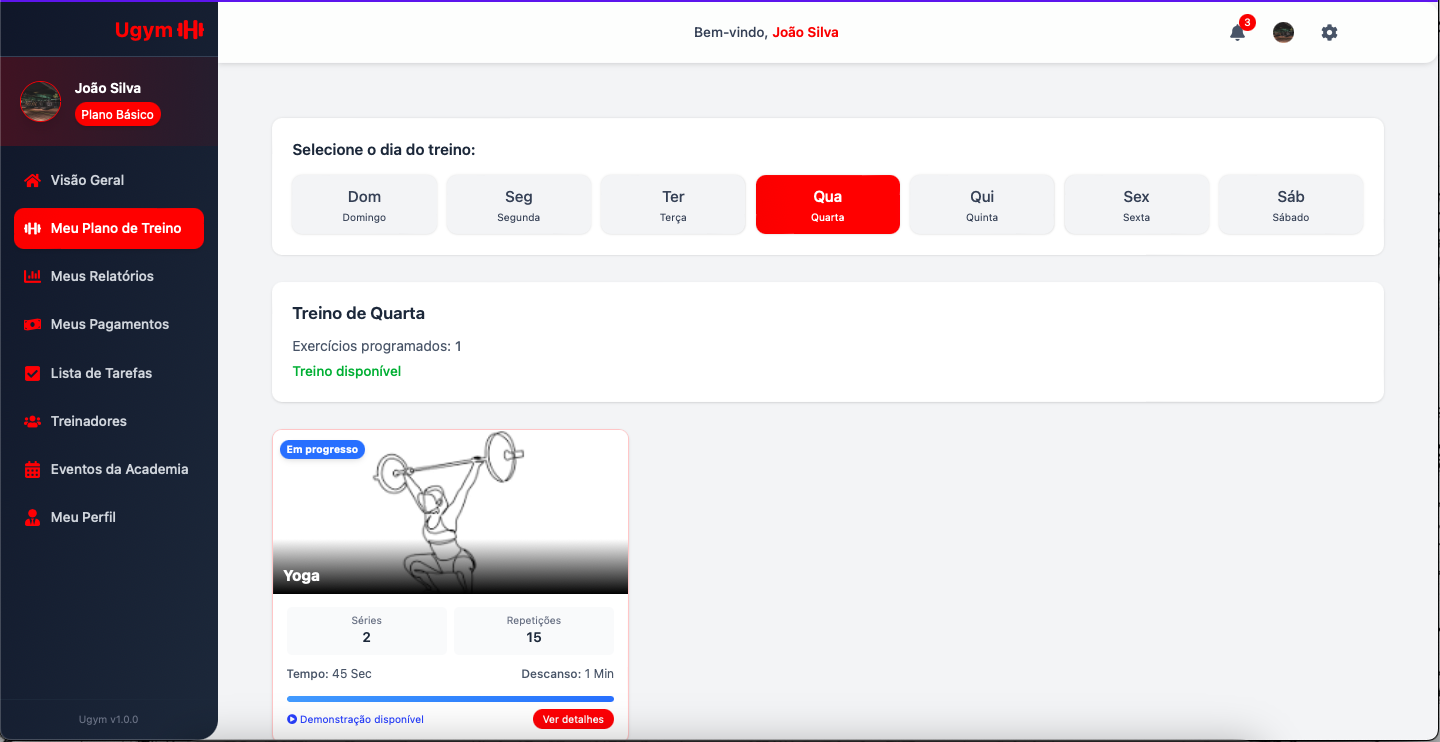 Ugym
Bem-vindo, João Silva
3
João Silva
Plano Básico
Visão Geral
Meu Plano de Treino
Meus Relatórios
Meus Pagamentos
Lista de Tarefas
Treinadores
Eventos da Academia
Meu Perfil
Ugym v1.0.0
Selecione o dia do treino:
Dom
Domingo
Seg
Segunda
Ter
Terça
Qua
Quarta
Qui
Quinta
Sex
Sexta
Sáb
Sábado
Treino de Quarta
Exercícios programados: 1
Treino disponível
Em progresso
Yoga
Séries
2
Repetições
15
Tempo: 45 Sec
Descanso: 1 Min
Demonstração disponível
Ver detalhes